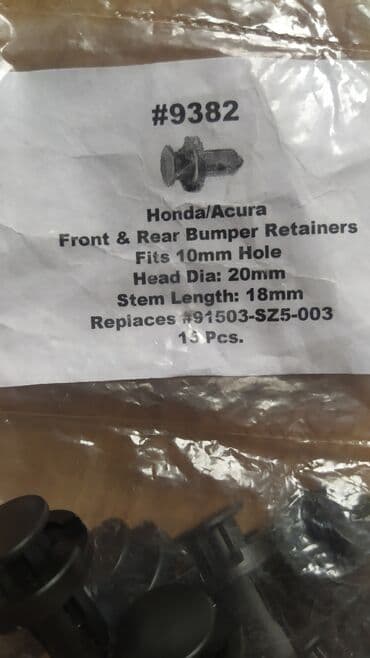 #9382
Honda/Acura
Front & Rear Bumper Retainers
Fits 10mm Hole
Head Dia: 20mm
Stem Length: 18mm
Replaces #91503-SZ5-003
15 Pcs.